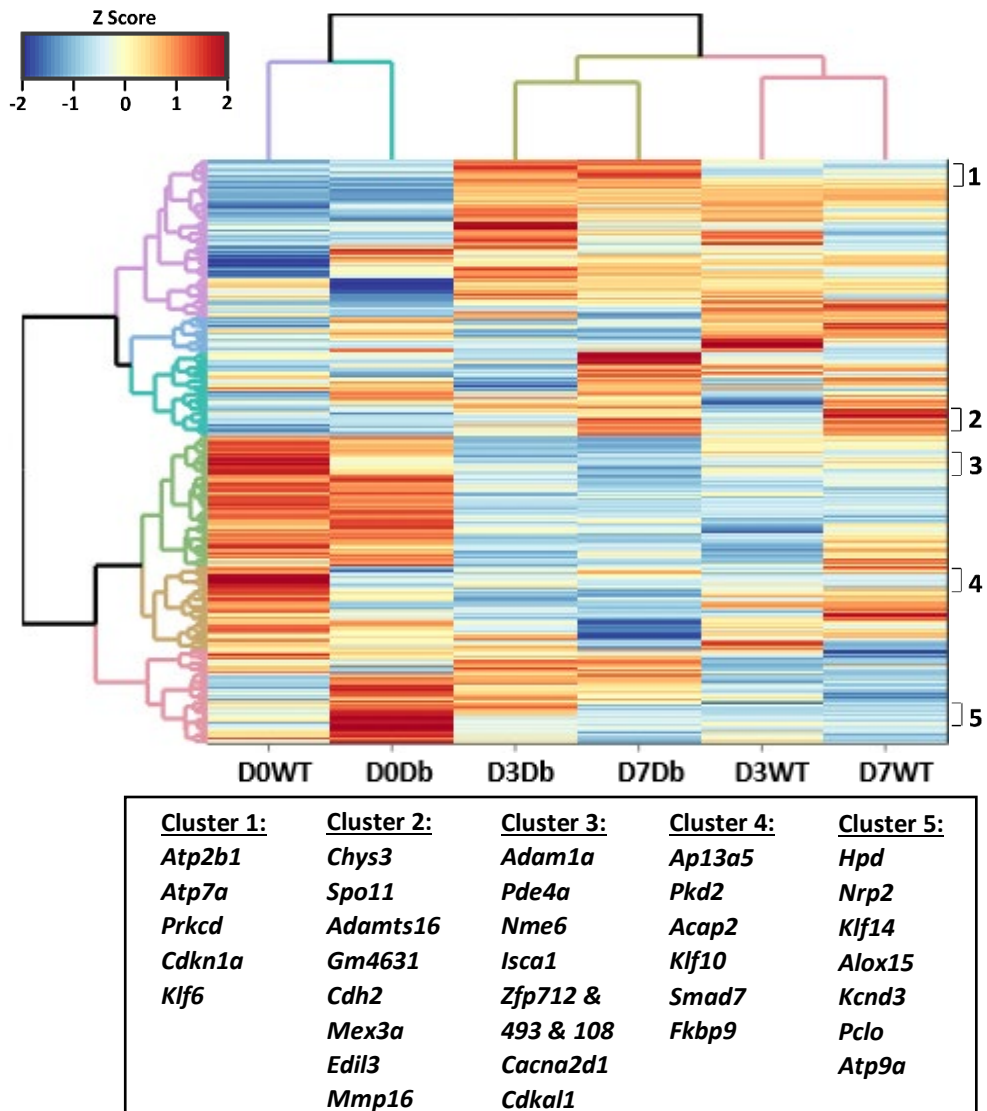 Z Score
-2 -1 0 1 2
1
2
3
4
5
D0WT D0Db D3Db D7Db D3WT D7WT
Cluster 1:
Atp2b1
Atp7a
Prkcd
Cdkn1a
Klf6
Cluster 2:
Chys3
Spo11
Adamts16
Gm4631
Cdh2
Mex3a
Edil3
Mmp16
Cluster 3:
Adam1a
Pde4a
Nme6
Isca1
Zfp712 &
493 & 108
Cacna2d1
Cdkal1
Cluster 4:
Ap13a5
Pkd2
Acap2
Klf10
Smad7
Fkbp9
Cluster 5:
Hpd
Nrp2
Klf14
Alox15
Kcnd3
Pclo
Atp9a